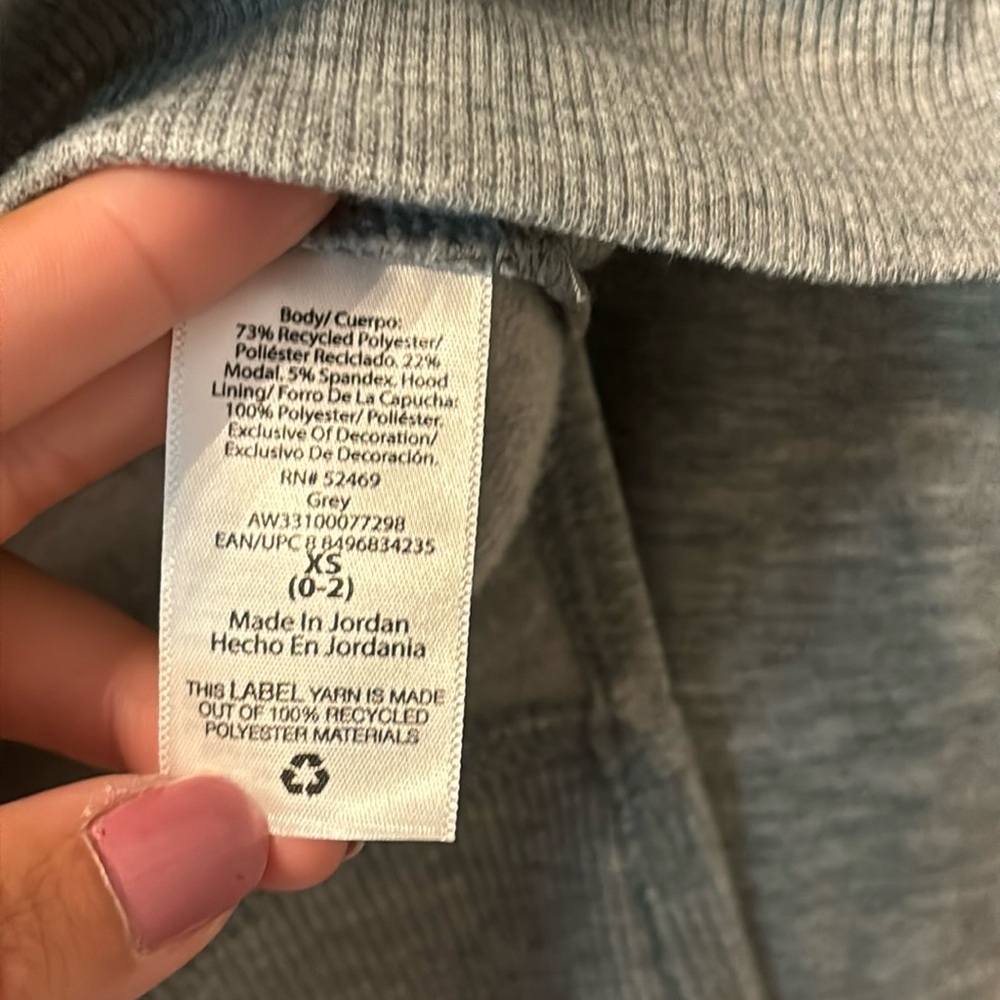 Body/ Cuerpo:
73% Recycled Polyester/
Poliéster Reciclado, 22%
Modal, 5% Spandex, Hood
Lining/ Forro De La Capucha:
100% Polyester/ Poliéster,
Exclusive Of Decoration/
Exclusivo De Decoración.
RN# 52469
Grey
AW33100077298
EAN/UPC 8 8496834235
XS
(0-2)
Made In Jordan
Hecho En Jordania
THIS LABEL YARN IS MADE
OUT OF 100% RECYCLED
POLYESTER MATERIALS